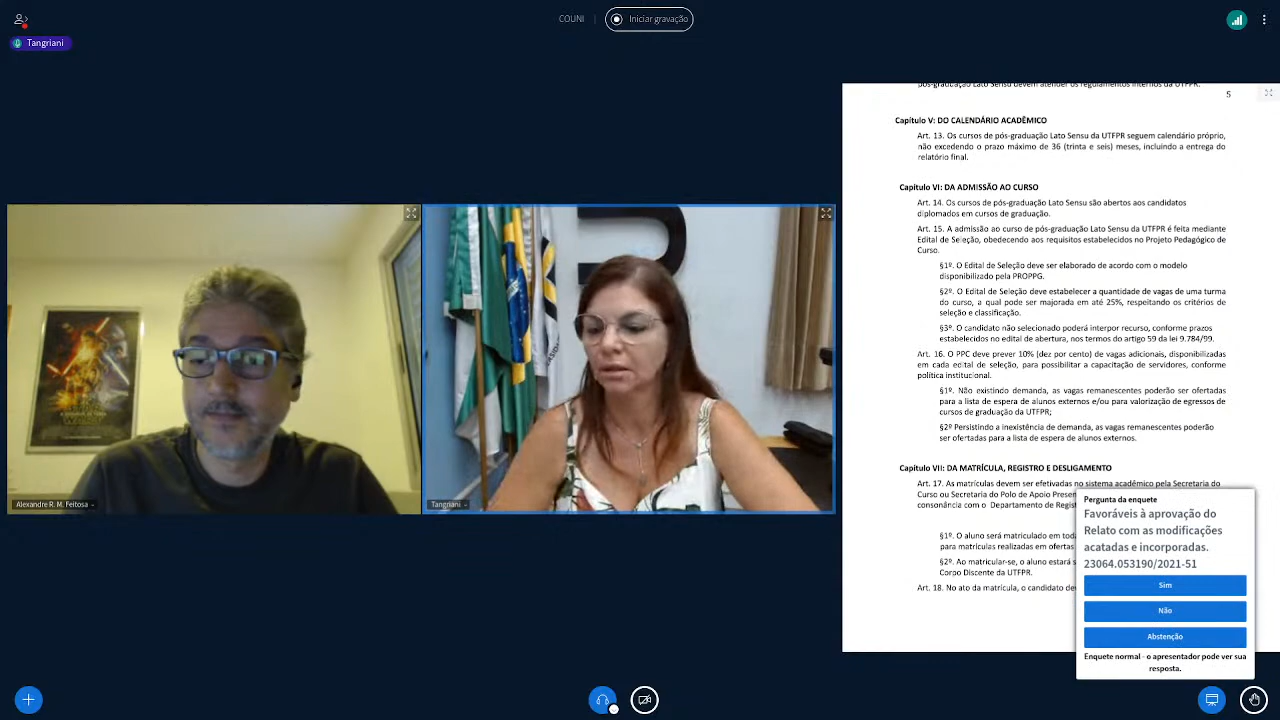 COUNI
Iniciar gravação
Tangriani
5
Capítulo V: DO CALENDÁRIO ACADÊMICO
Art. 13. Os cursos de pós-graduação Lato Sensu da UTFPR seguem calendário próprio,
não excedendo o prazo máximo de 36 (trinta e seis) meses, incluindo a entrega do
relatório final.
Capítulo VI: DA ADMISSÃO AO CURSO
Art. 14. Os cursos de pós-graduação Lato Sensu são abertos aos candidatos
diplomados em cursos de graduação.
Art. 15. A admissão ao curso de pós-graduação Lato Sensu da UTFPR é feita mediante
Edital de Seleção, obedecendo aos requisitos estabelecidos no Projeto Pedagógico de
Curso.
§1º. O Edital de Seleção deve ser elaborado de acordo com o modelo
disponibilizado pela PROPPG.
§2º. O Edital de Seleção deve estabelecer a quantidade de vagas de uma turma
do curso, a qual pode ser majorada em até 25%, respeitando os critérios de
seleção e classificação.
§3º. O candidato não selecionado poderá interpor recurso, conforme prazos
estabelecidos no edital de abertura, nos termos do artigo 59 da lei 9.784/99.
Art. 16. O PPC deve prever 10% (dez por cento) de vagas adicionais, disponibilizadas
em cada edital de seleção, para possibilitar a capacitação de servidores, conforme
política institucional.
§1º. Não existindo demanda, as vagas remanescentes poderão ser ofertadas
para a lista de espera de alunos externos e/ou para valorização de egressos de
cursos de graduação da UTFPR;
§2º Persistindo a inexistência de demanda, as vagas remanescentes poderão
ser ofertadas para a lista de espera de alunos externos.
Capítulo VII: DA MATRÍCULA, REGISTRO E DESLIGAMENTO
Art. 17. As matrículas devem ser efetivadas no sistema acadêmico pela Secretaria do
Curso ou Secretaria do Polo de Apoio
consonância com o Departamento de
§1º. O aluno será matriculado em
para matrículas realizadas em ofertas
§2º. Ao matricular-se, o aluno estará
Corpo Discente da UTFPR.
Art. 18. No ato da matrícula, o candidato
Pergunta da enquete
Favoráveis à aprovação do
Relato com as modificações
acatadas e incorporadas.
23064.053190/2021-51
Sim
Não
Abstenção
Enquete normal - o apresentador pode ver sua
resposta.
Alexandre R. M. Feitosa
Tangriani